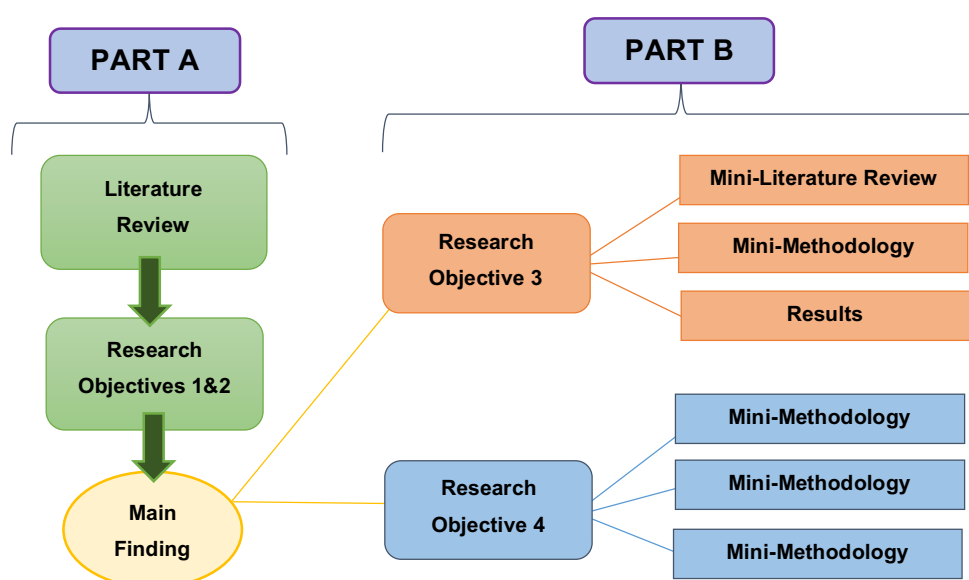 PART A
PART B
Literature
Review
Research
Objectives 1&2
Main
Finding
Research
Objective 3
Mini-Literature Review
Mini-Methodology
Results
Research
Objective 4
Mini-Methodology
Mini-Methodology
Mini-Methodology